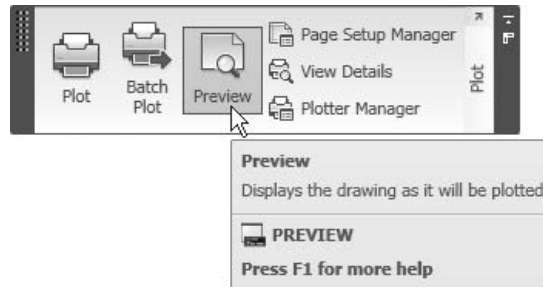 Plot
Batch
Plot
Preview
Page Setup Manager
View Details
Plotter Manager
Plot
Preview
Displays the drawing as it will be plotted
PREVIEW
Press F1 for more help